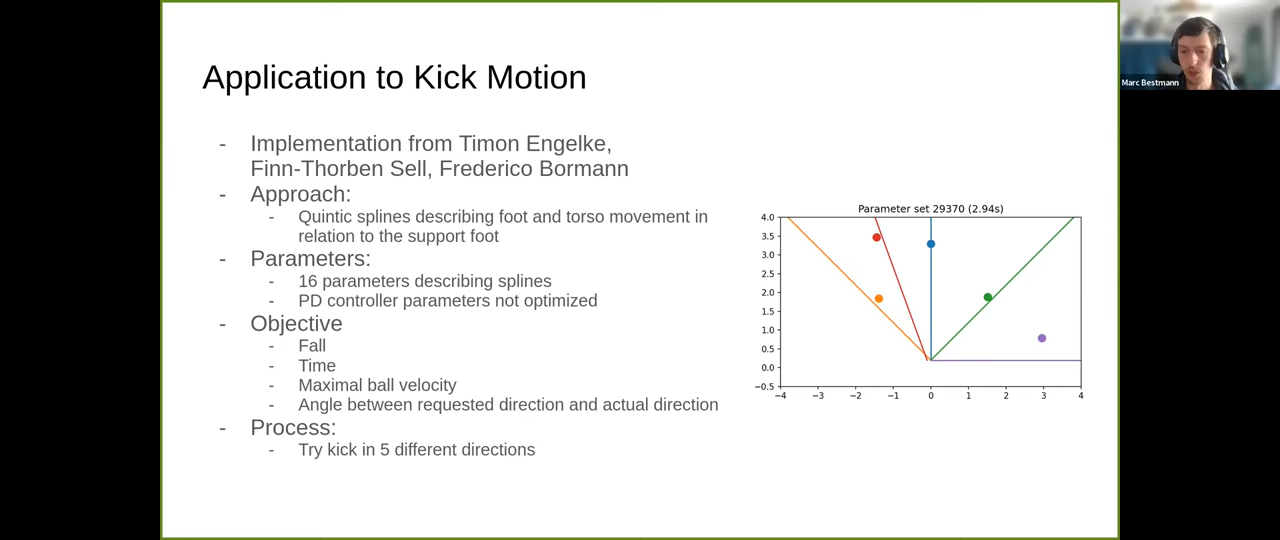 Application to Kick Motion
- Implementation from Timon Engelke,
Finn-Thorben Sell, Frederico Bormann
- Approach:
- Quintic splines describing foot and torso movement in
relation to the support foot
- Parameters:
- 16 parameters describing splines
- PD controller parameters not optimized
- Objective
- Fall
- Time
- Maximal ball velocity
- Angle between requested direction and actual direction
- Process:
- Try kick in 5 different directions
Parameter set 29370 (2.94s)
4.0
3.5
3.0
2.5
2.0
1.5
1.0
0.5
0.0
−0.5
−4 −3 −2 −1 0 1 2 3 4
Marc Bestmann